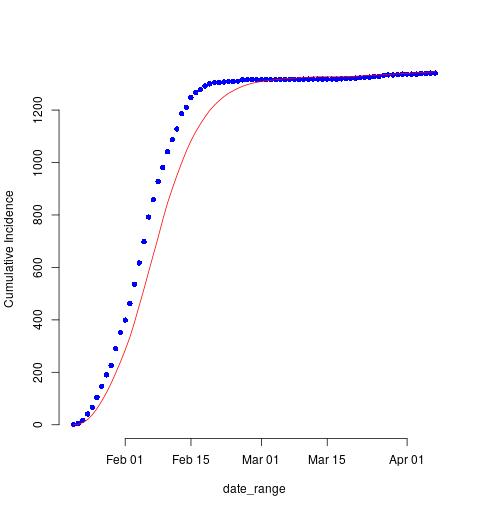 1200
1000
800
600
400
200
0
Cumulative Incidence
Feb 01
Feb 15
Mar 01
Mar 15
Apr 01
date_range